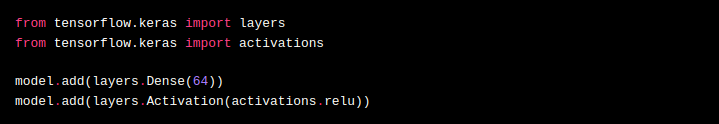 from tensorflow.keras import layers
from tensorflow.keras import activations
model.add(layers.Dense(64))
model.add(layers.Activation(activations.relu))